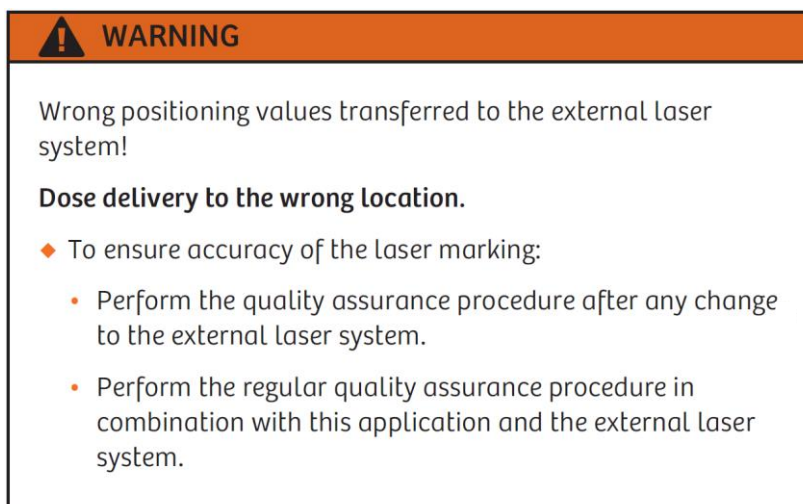 WARNING
Wrong positioning values transferred to the external laser
system!
Dose delivery to the wrong location.
◆ To ensure accuracy of the laser marking:
• Perform the quality assurance procedure after any change
to the external laser system.
• Perform the regular quality assurance procedure in
combination with this application and the external laser
system.